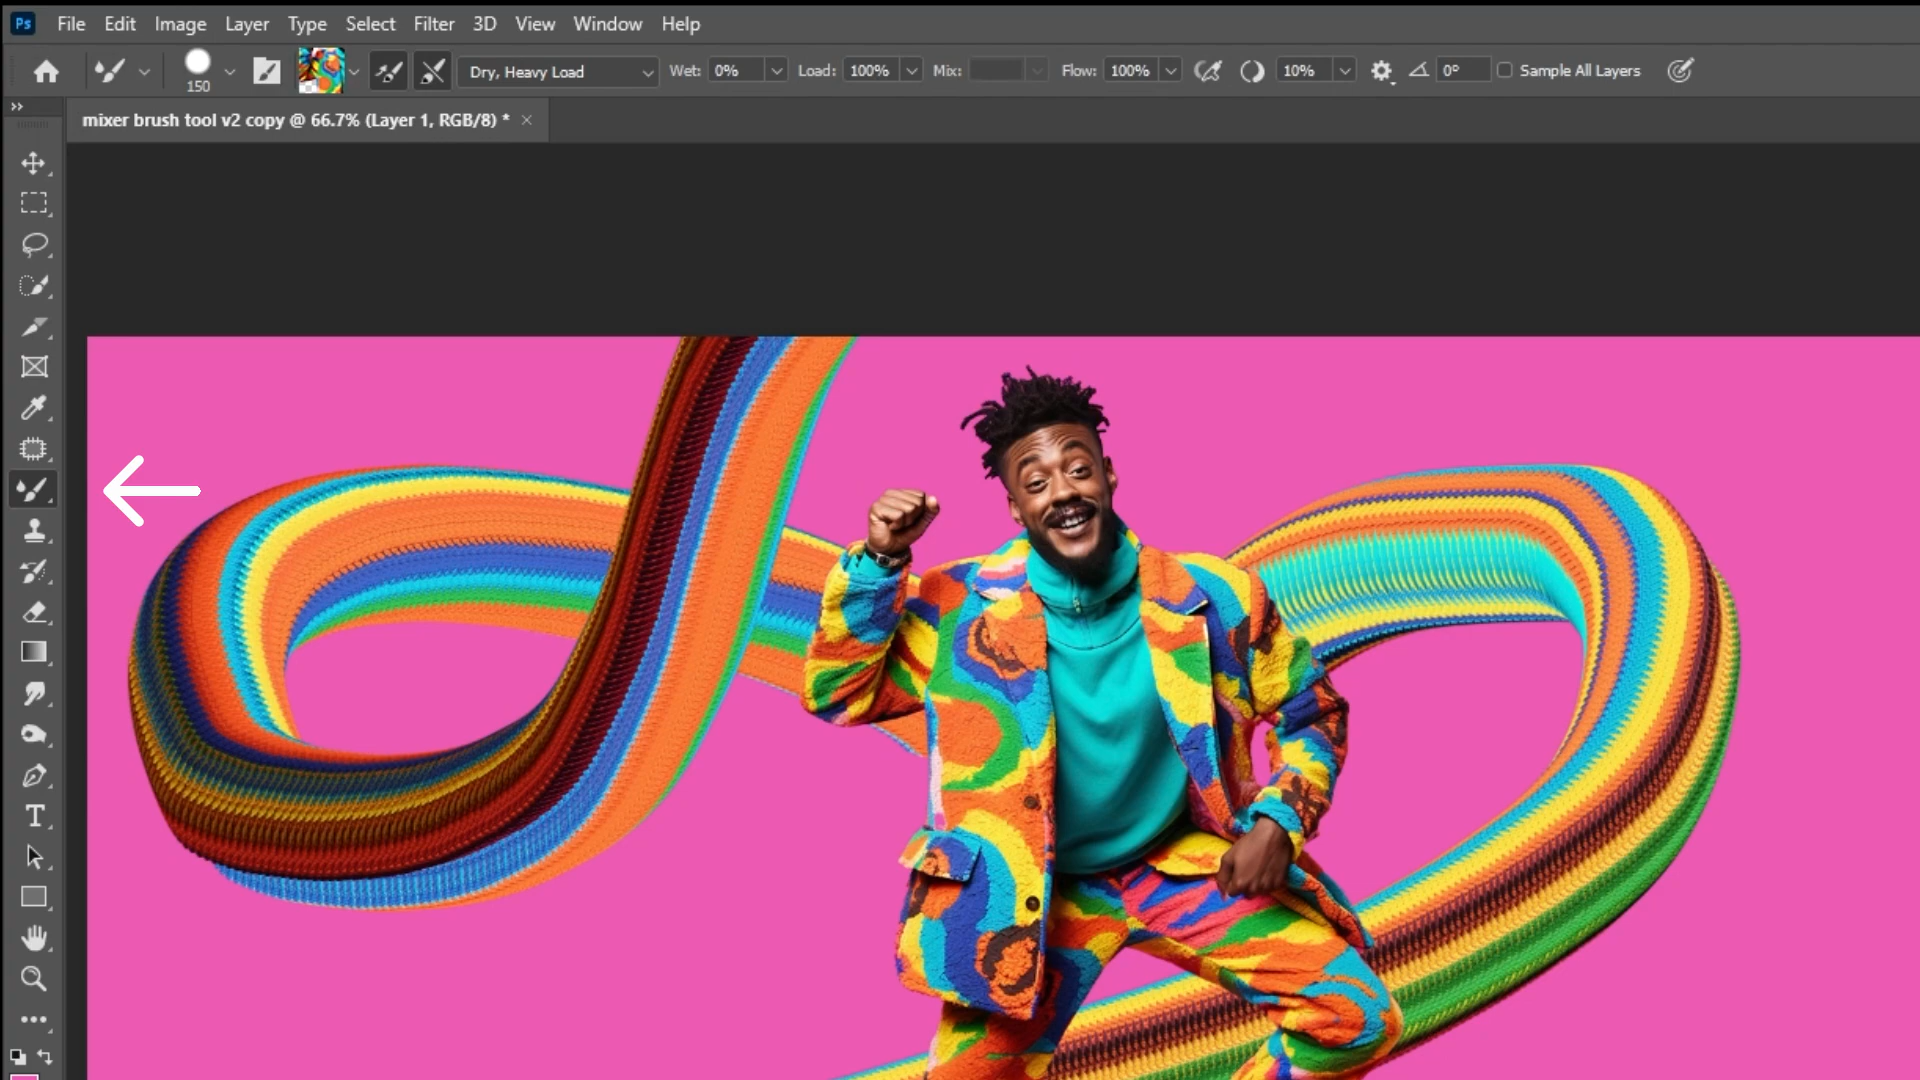 Ps File Edit Image Layer Type Select Filter 3D View Window Help
150 Dry, Heavy Load Wet: 0% Load: 100% Mix: Flow: 100% 10% 0° Sample All Layers
mixer brush tool v2 copy @ 66.7% (Layer 1, RGB/8) * ×
T